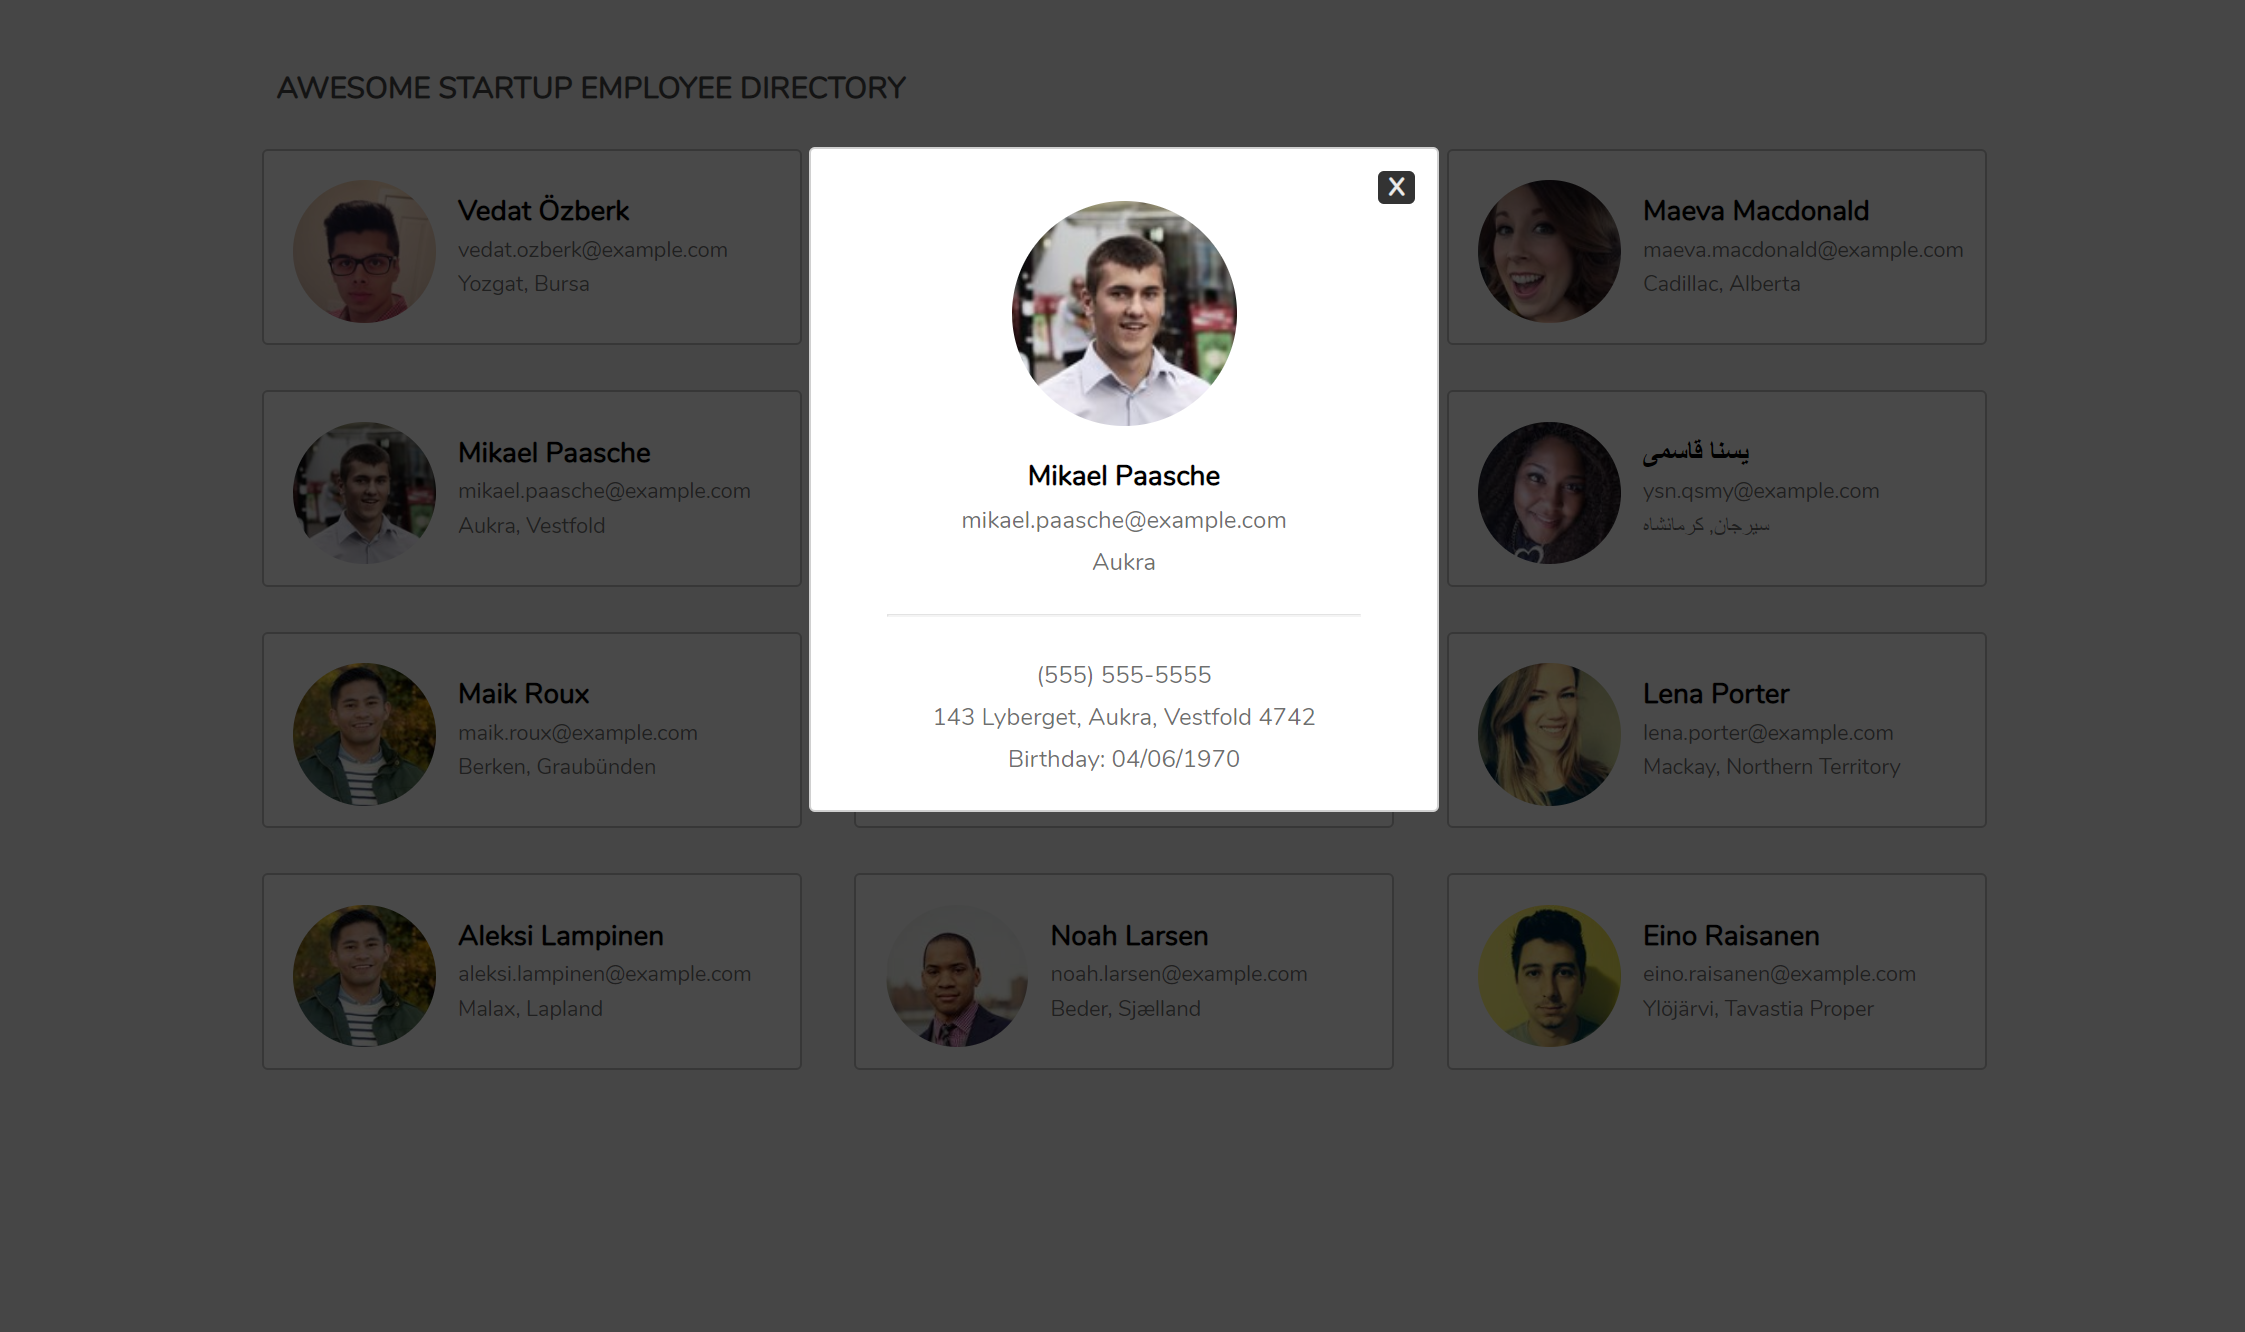 AWESOME STARTUP EMPLOYEE DIRECTORY
Vedat Özberk
vedat.ozberk@example.com
Yozgat, Bursa
X
Mikael Paasche
mikael.paasche@example.com
Aukra
(555) 555-5555
143 Lyberget, Aukra, Vestfold 4742
Birthday: 04/06/1970
Maeva Macdonald
maeva.macdonald@example.com
Cadillac, Alberta
Mikael Paasche
mikael.paasche@example.com
Aukra, Vestfold
یسنا قاسمی
ysn.qsmy@example.com
سیرجان, کرمانشاه
Maik Roux
maik.roux@example.com
Berken, Graubünden
Lena Porter
lena.porter@example.com
Mackay, Northern Territory
Aleksi Lampinen
aleksi.lampinen@example.com
Malax, Lapland
Noah Larsen
noah.larsen@example.com
Beder, Sjælland
Eino Raisanen
eino.raisanen@example.com
Ylöjärvi, Tavastia Proper